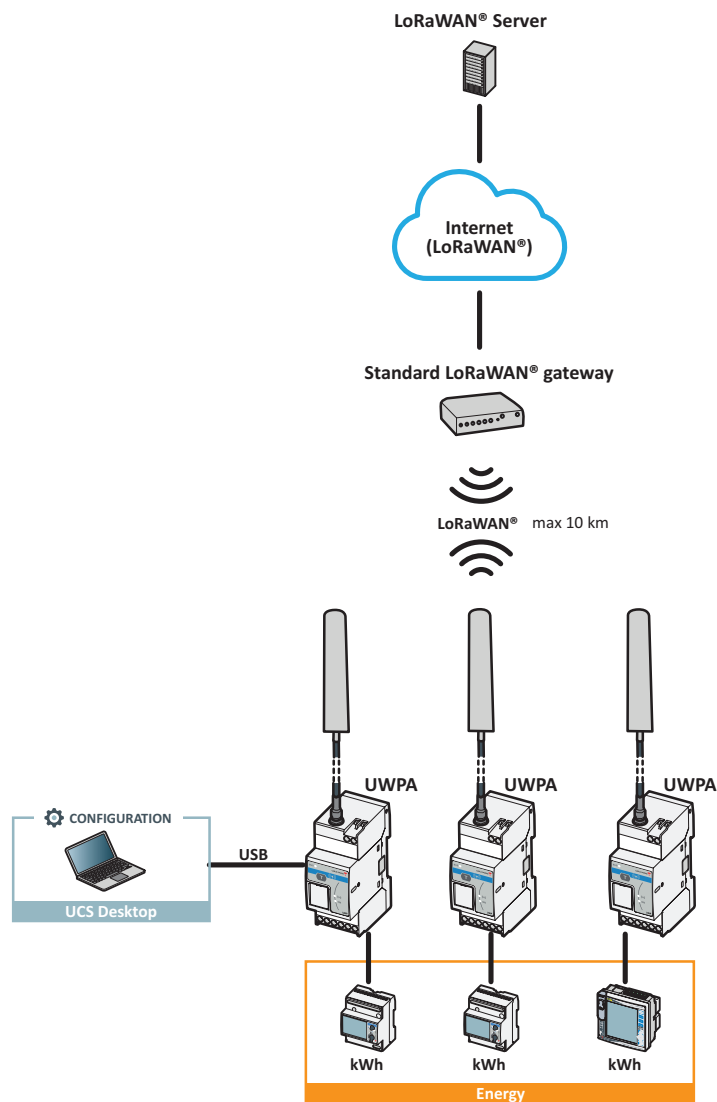 LoRaWAN® Server
Internet
(LoRaWAN®)
Standard LoRaWAN® gateway
LoRaWAN® max 10 km
UWPA
UWPA
UWPA
CONFIGURATION
USB
UCS Desktop
kWh
kWh
kWh
Energy